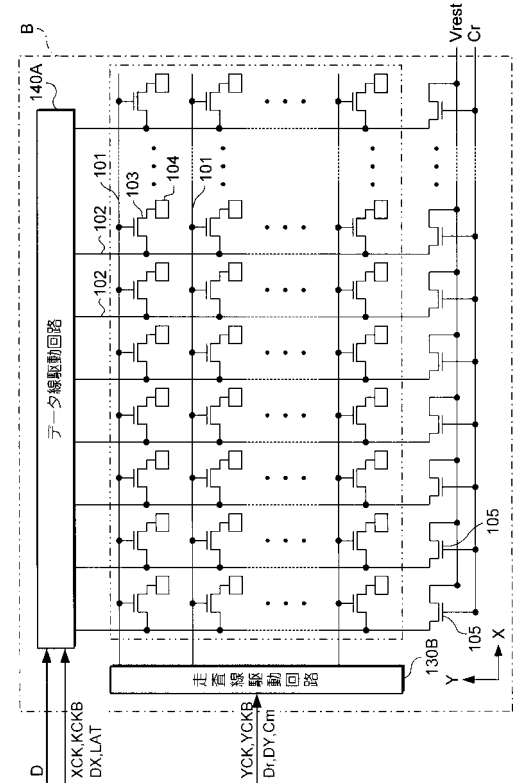 B
140A
データ線駆動回路
101
102
103
104
101
102
Vrest
Cr
105
105
走査線駆動回路
130B
Y
X
D
XCK,KCKB
DX,LAT
YCK,YCKB
Dr,DY,Cm